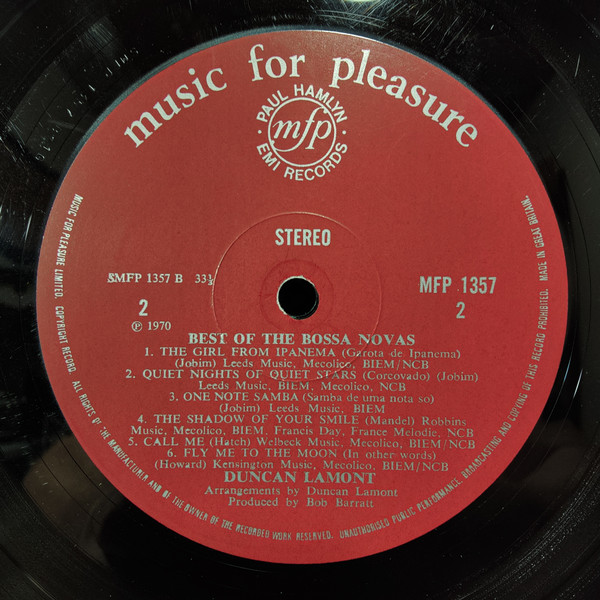 music for pleasure
· PAUL HAMLYN ·
mfp
EMI RECORDS
STEREO
SMFP 1357 B 33⅓
MFP 1357
2
2
Ⓟ 1970
BEST OF THE BOSSA NOVAS
1. THE GIRL FROM IPANEMA (Garota de Ipanema)
(Jobim) Leeds Music, Mecolico, BIEM/NCB
2. QUIET NIGHTS OF QUIET STARS (Corcovado) (Jobim)
Leeds Music, BIEM, Mecolico, NCB
3. ONE NOTE SAMBA (Samba de uma nota so)
(Jobim) Leeds Music, BIEM
4. THE SHADOW OF YOUR SMILE (Mandel) Robbins
Music, Mecolico, BIEM, Francis Day, France Melodie, NCB
5. CALL ME (Hatch) Welbeck Music, Mecolico, BIEM/NCB
6. FLY ME TO THE MOON (In other words)
(Howard) Kensington Music, Mecolico, BIEM/NCB
DUNCAN LAMONT
Arrangements by Duncan Lamont
Produced by Bob Barratt
MUSIC FOR PLEASURE LIMITED. COPYRIGHT RECORD. ALL RIGHTS OF THE MANUFACTURER AND OF THE OWNER OF THE RECORDED WORK RESERVED. UNAUTHORISED PUBLIC PERFORMANCE, BROADCASTING AND COPYING OF THIS RECORD PROHIBITED. MADE IN GREAT BRITAIN.